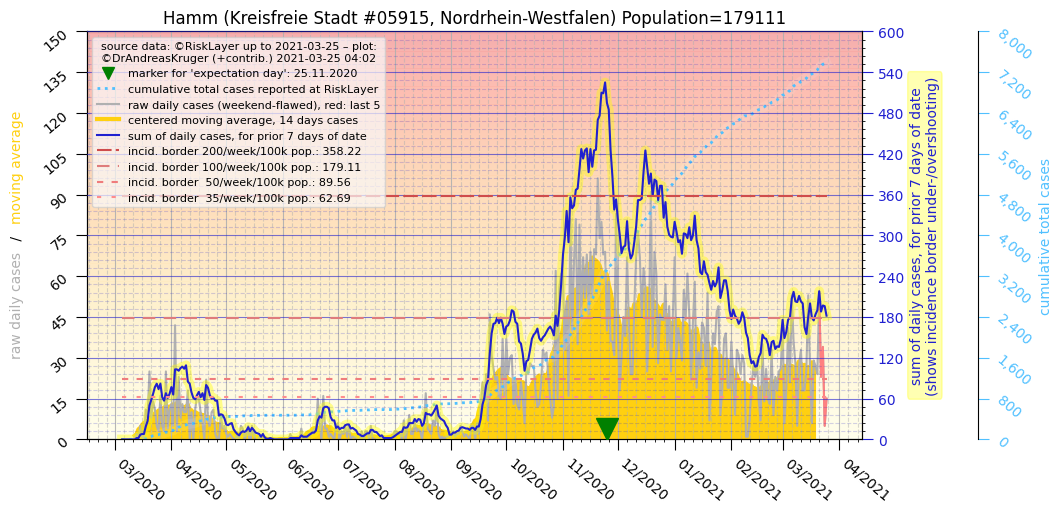 Hamm (Kreisfreie Stadt #05915, Nordrhein-Westfalen) Population=179111
source data: ©RiskLayer up to 2021-03-25 – plot:
©DrAndreasKruger (+contrib.) 2021-03-25 04:02
marker for 'expectation day': 25.11.2020
cumulative total cases reported at RiskLayer
raw daily cases (weekend-flawed), red: last 5
centered moving average, 14 days cases
sum of daily cases, for prior 7 days of date
incid. border 200/week/100k pop.: 358.22
incid. border 100/week/100k pop.: 179.11
incid. border  50/week/100k pop.: 89.56
incid. border  35/week/100k pop.: 62.69
raw daily cases / moving average
150
135
120
105
90
75
60
45
30
15
0
03/2020
04/2020
05/2020
06/2020
07/2020
08/2020
09/2020
10/2020
11/2020
12/2020
01/2021
02/2021
03/2021
04/2021
600
540
480
420
360
300
240
180
120
60
0
sum of daily cases, for prior 7 days of date
(shows incidence border under-/overshooting)
8,000
7,200
6,400
5,600
4,800
4,000
3,200
2,400
1,600
800
0
cumulative total cases